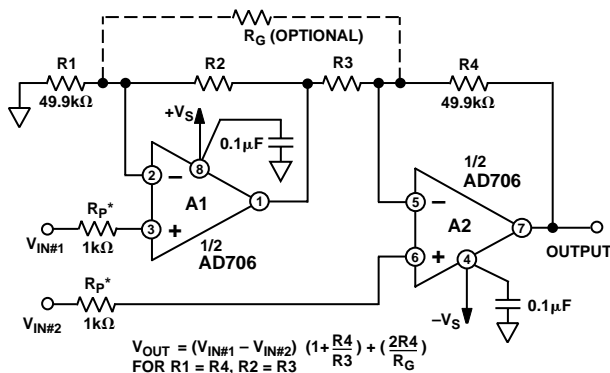 R_G (OPTIONAL)
R1
49.9kΩ
R2
R3
R4
49.9kΩ
+V_S
0.1µF
8
2
–
A1
1
3
+
1/2
AD706
R_P*
1kΩ
V_IN#1
1/2
AD706
5
–
A2
7
6
+
4
OUTPUT
R_P*
1kΩ
V_IN#2
–V_S
0.1µF
V_OUT = (V_IN#1 – V_IN#2) (1+ R4/R3) + (2R4/R_G)
FOR R1 = R4, R2 = R3